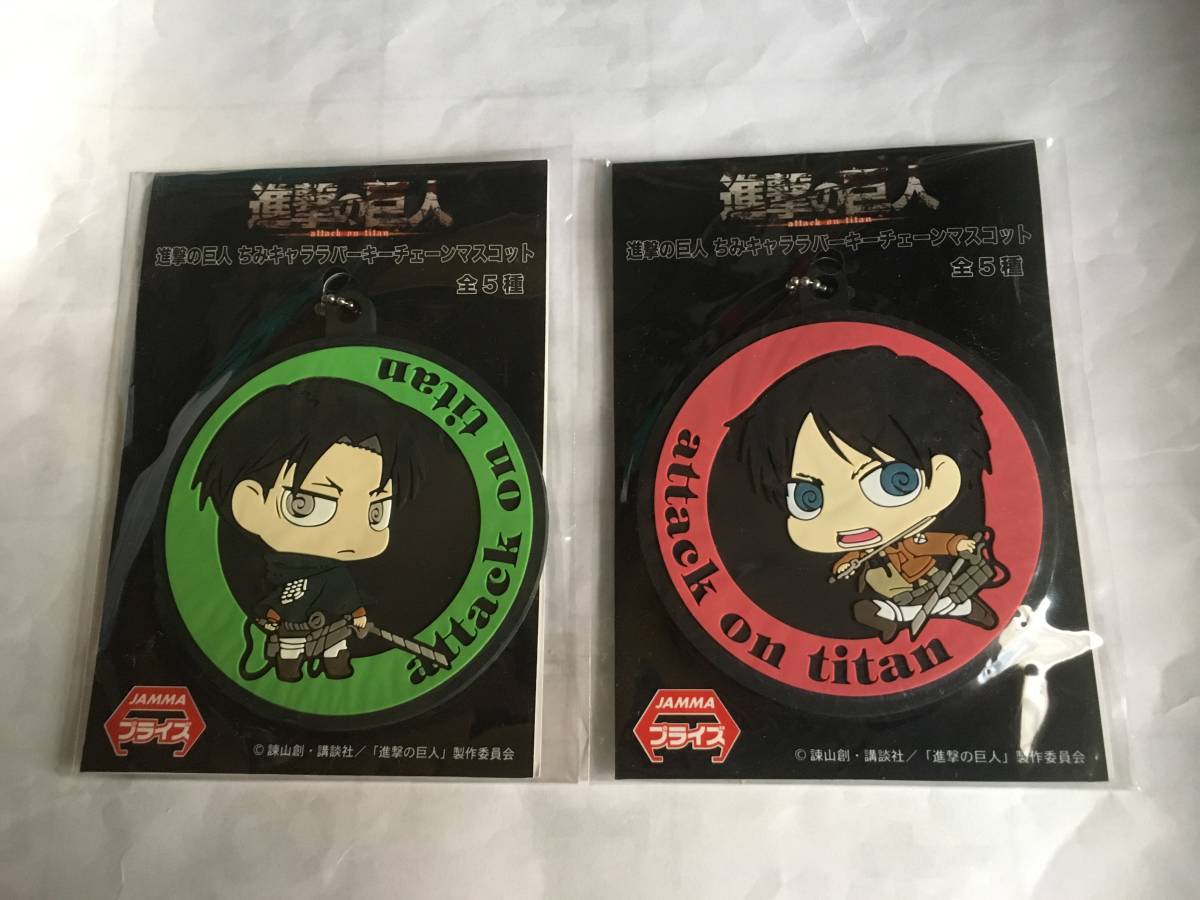 進撃の巨人
attack on titan
進撃の巨人 ちみキャララバーキーチェーンマスコット
全5種
attack on titan
JAMMA
プライズ
© 諫山創・講談社／「進撃の巨人」製作委員会
進撃の巨人
attack on titan
進撃の巨人 ちみキャララバーキーチェーンマスコット
全5種
attack on titan
JAMMA
プライズ
© 諫山創・講談社／「進撃の巨人」製作委員会